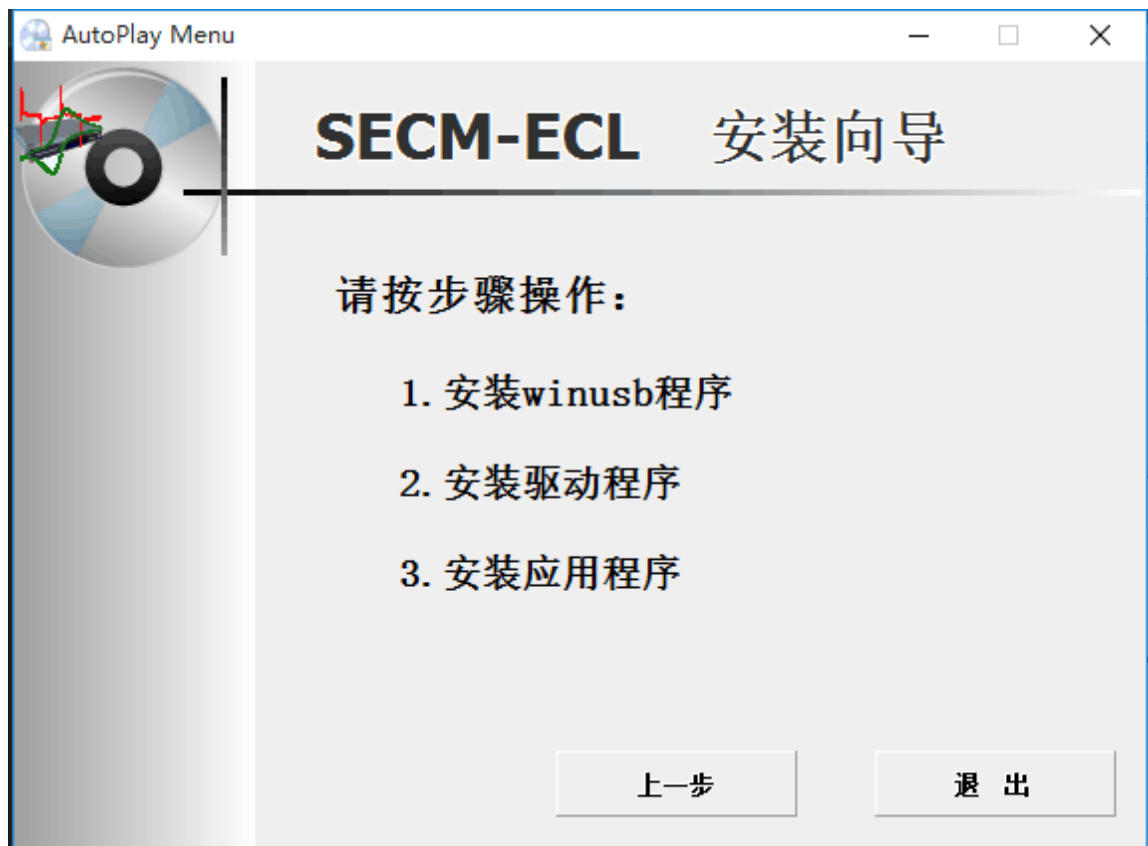 AutoPlay Menu
SECM-ECL 安装向导
请按步骤操作：
1. 安装winusb程序
2. 安装驱动程序
3. 安装应用程序
上一步 退 出